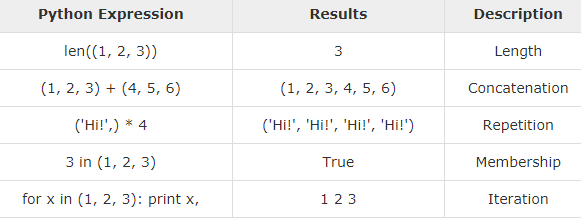 Python Expression Results Description
len((1, 2, 3)) 3 Length
(1, 2, 3) + (4, 5, 6) (1, 2, 3, 4, 5, 6) Concatenation
('Hi!',) * 4 ('Hi!', 'Hi!', 'Hi!', 'Hi!') Repetition
3 in (1, 2, 3) True Membership
for x in (1, 2, 3): print x, 1 2 3 Iteration